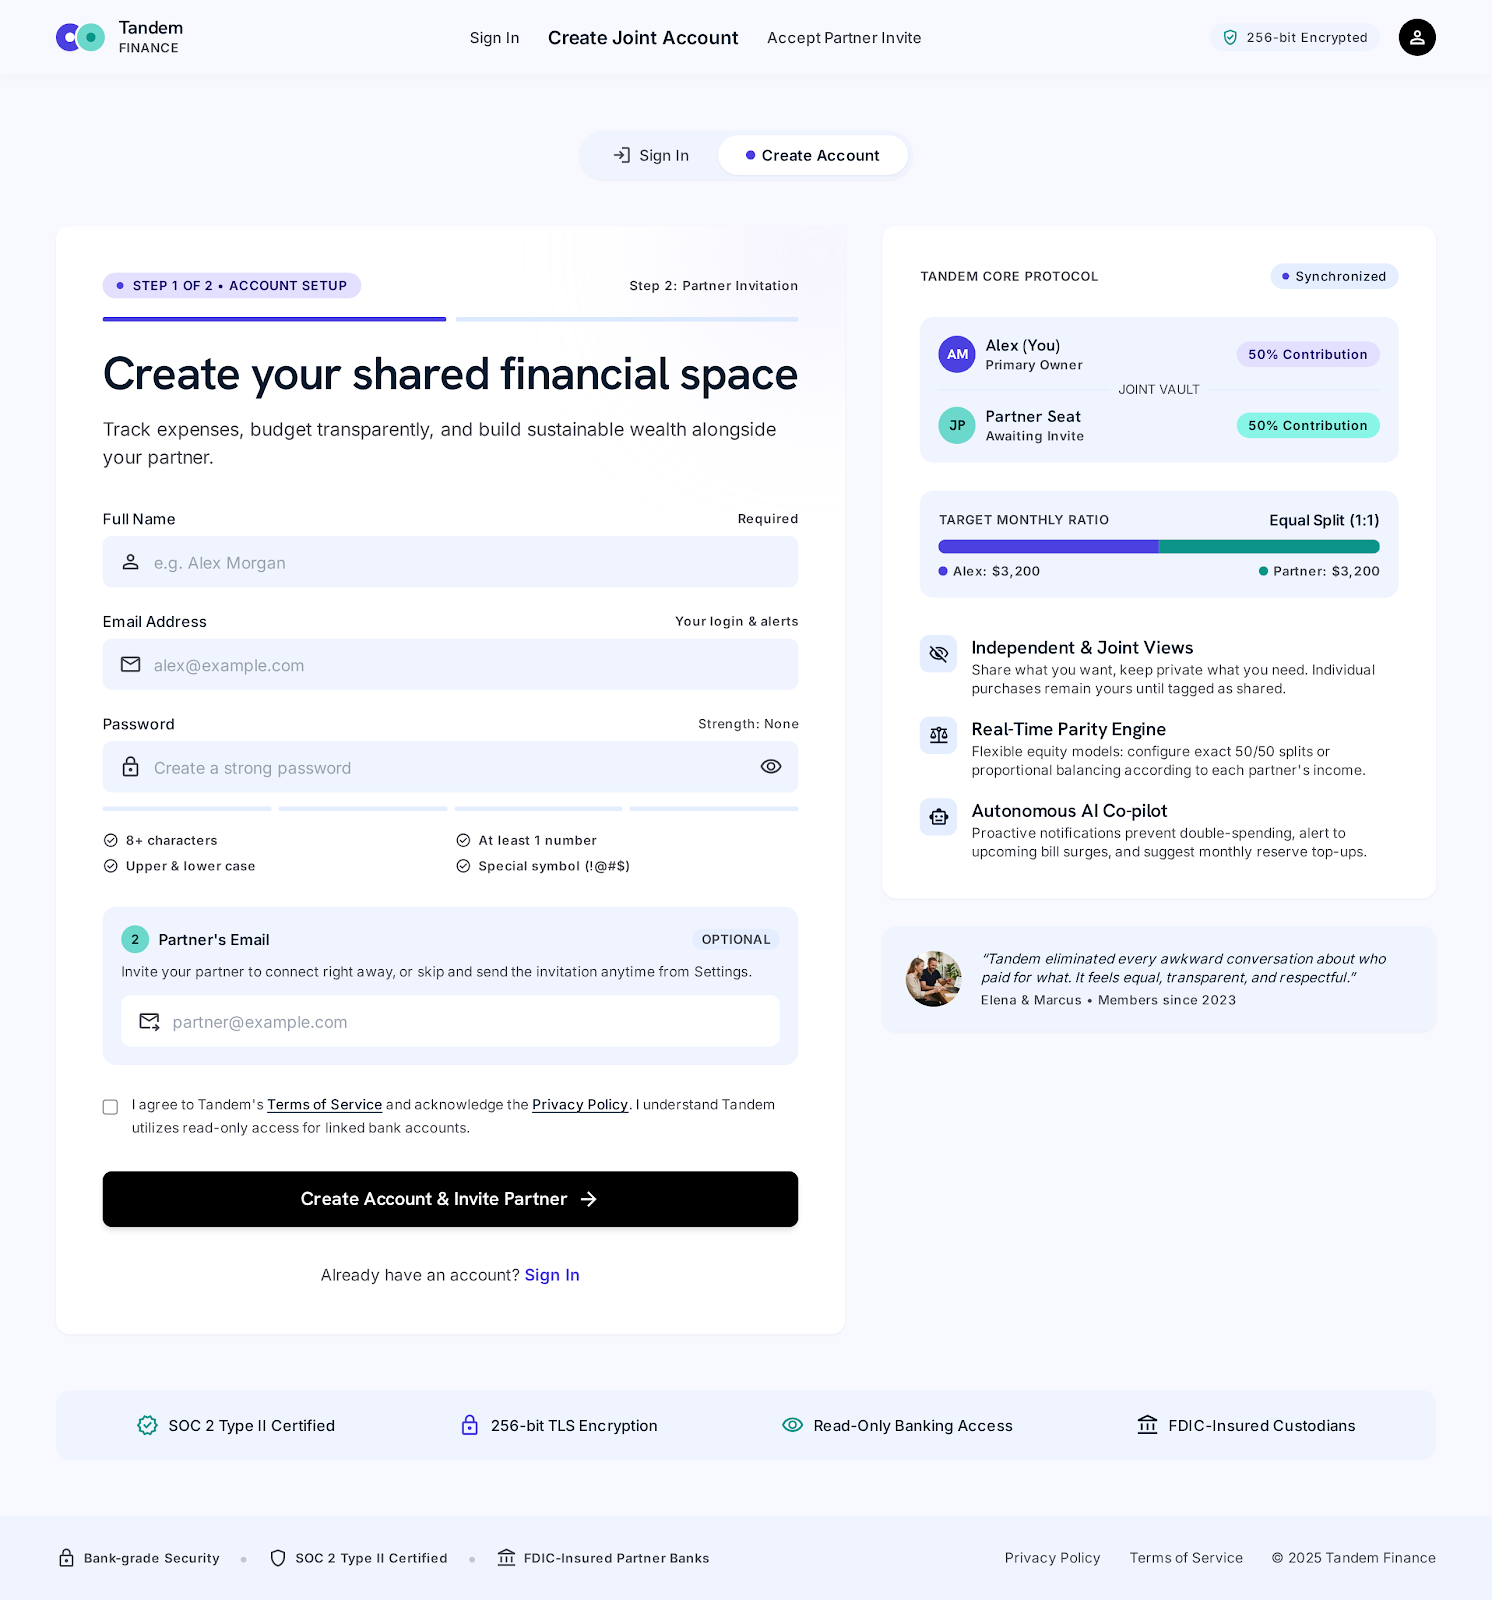 Tandem
FINANCE
Sign In
Create Joint Account
Accept Partner Invite
256-bit Encrypted
Sign In
Create Account
STEP 1 OF 2 • ACCOUNT SETUP
Step 2: Partner Invitation
Create your shared financial space
Track expenses, budget transparently, and build sustainable wealth alongside
your partner.
Full Name
Required
e.g. Alex Morgan
Email Address
Your login & alerts
alex@example.com
Password
Strength: None
Create a strong password
8+ characters
At least 1 number
Upper & lower case
Special symbol (!@#$)
2
Partner's Email
OPTIONAL
Invite your partner to connect right away, or skip and send the invitation anytime from Settings.
partner@example.com
I agree to Tandem's Terms of Service and acknowledge the Privacy Policy. I understand Tandem
utilizes read-only access for linked bank accounts.
Create Account & Invite Partner
Already have an account? Sign In
TANDEM CORE PROTOCOL
Synchronized
AM
Alex (You)
Primary Owner
50% Contribution
JOINT VAULT
JP
Partner Seat
Awaiting Invite
50% Contribution
TARGET MONTHLY RATIO
Equal Split (1:1)
Alex: $3,200
Partner: $3,200
Independent & Joint Views
Share what you want, keep private what you need. Individual
purchases remain yours until tagged as shared.
Real-Time Parity Engine
Flexible equity models: configure exact 50/50 splits or
proportional balancing according to each partner's income.
Autonomous AI Co-pilot
Proactive notifications prevent double-spending, alert to
upcoming bill surges, and suggest monthly reserve top-ups.
“Tandem eliminated every awkward conversation about who
paid for what. It feels equal, transparent, and respectful.”
Elena & Marcus • Members since 2023
SOC 2 Type II Certified
256-bit TLS Encryption
Read-Only Banking Access
FDIC-Insured Custodians
Bank-grade Security
SOC 2 Type II Certified
FDIC-Insured Partner Banks
Privacy Policy
Terms of Service
© 2025 Tandem Finance